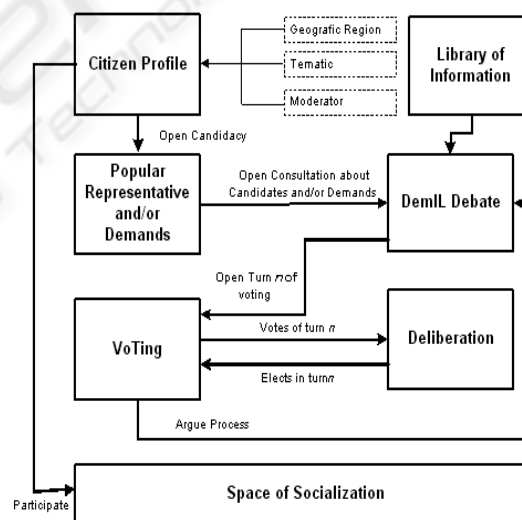 Geografic Region
Citizen Profile
Tematic
Library of
Information
Moderator
Open Candidacy
Popular
Representative
and/or
Demands
Open Consultation about
Candidates and/or Demands
DemIL Debate
Open Turn n of
voting
VoTing
Votes of turn n
Deliberation
Elects in turn n
Argue Process
Space of Socialization
Participate